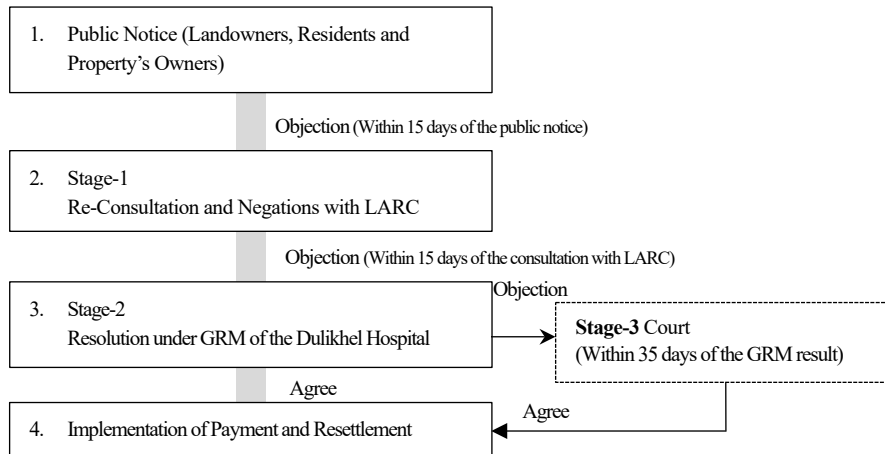 1. Public Notice (Landowners, Residents and
Property’s Owners)
Objection (Within 15 days of the public notice)
2. Stage-1
Re-Consultation and Negations with LARC
Objection (Within 15 days of the consultation with LARC)
3. Stage-2
Resolution under GRM of the Dulikhel Hospital
Objection
Stage-3 Court
(Within 35 days of the GRM result)
Agree
Agree
4. Implementation of Payment and Resettlement